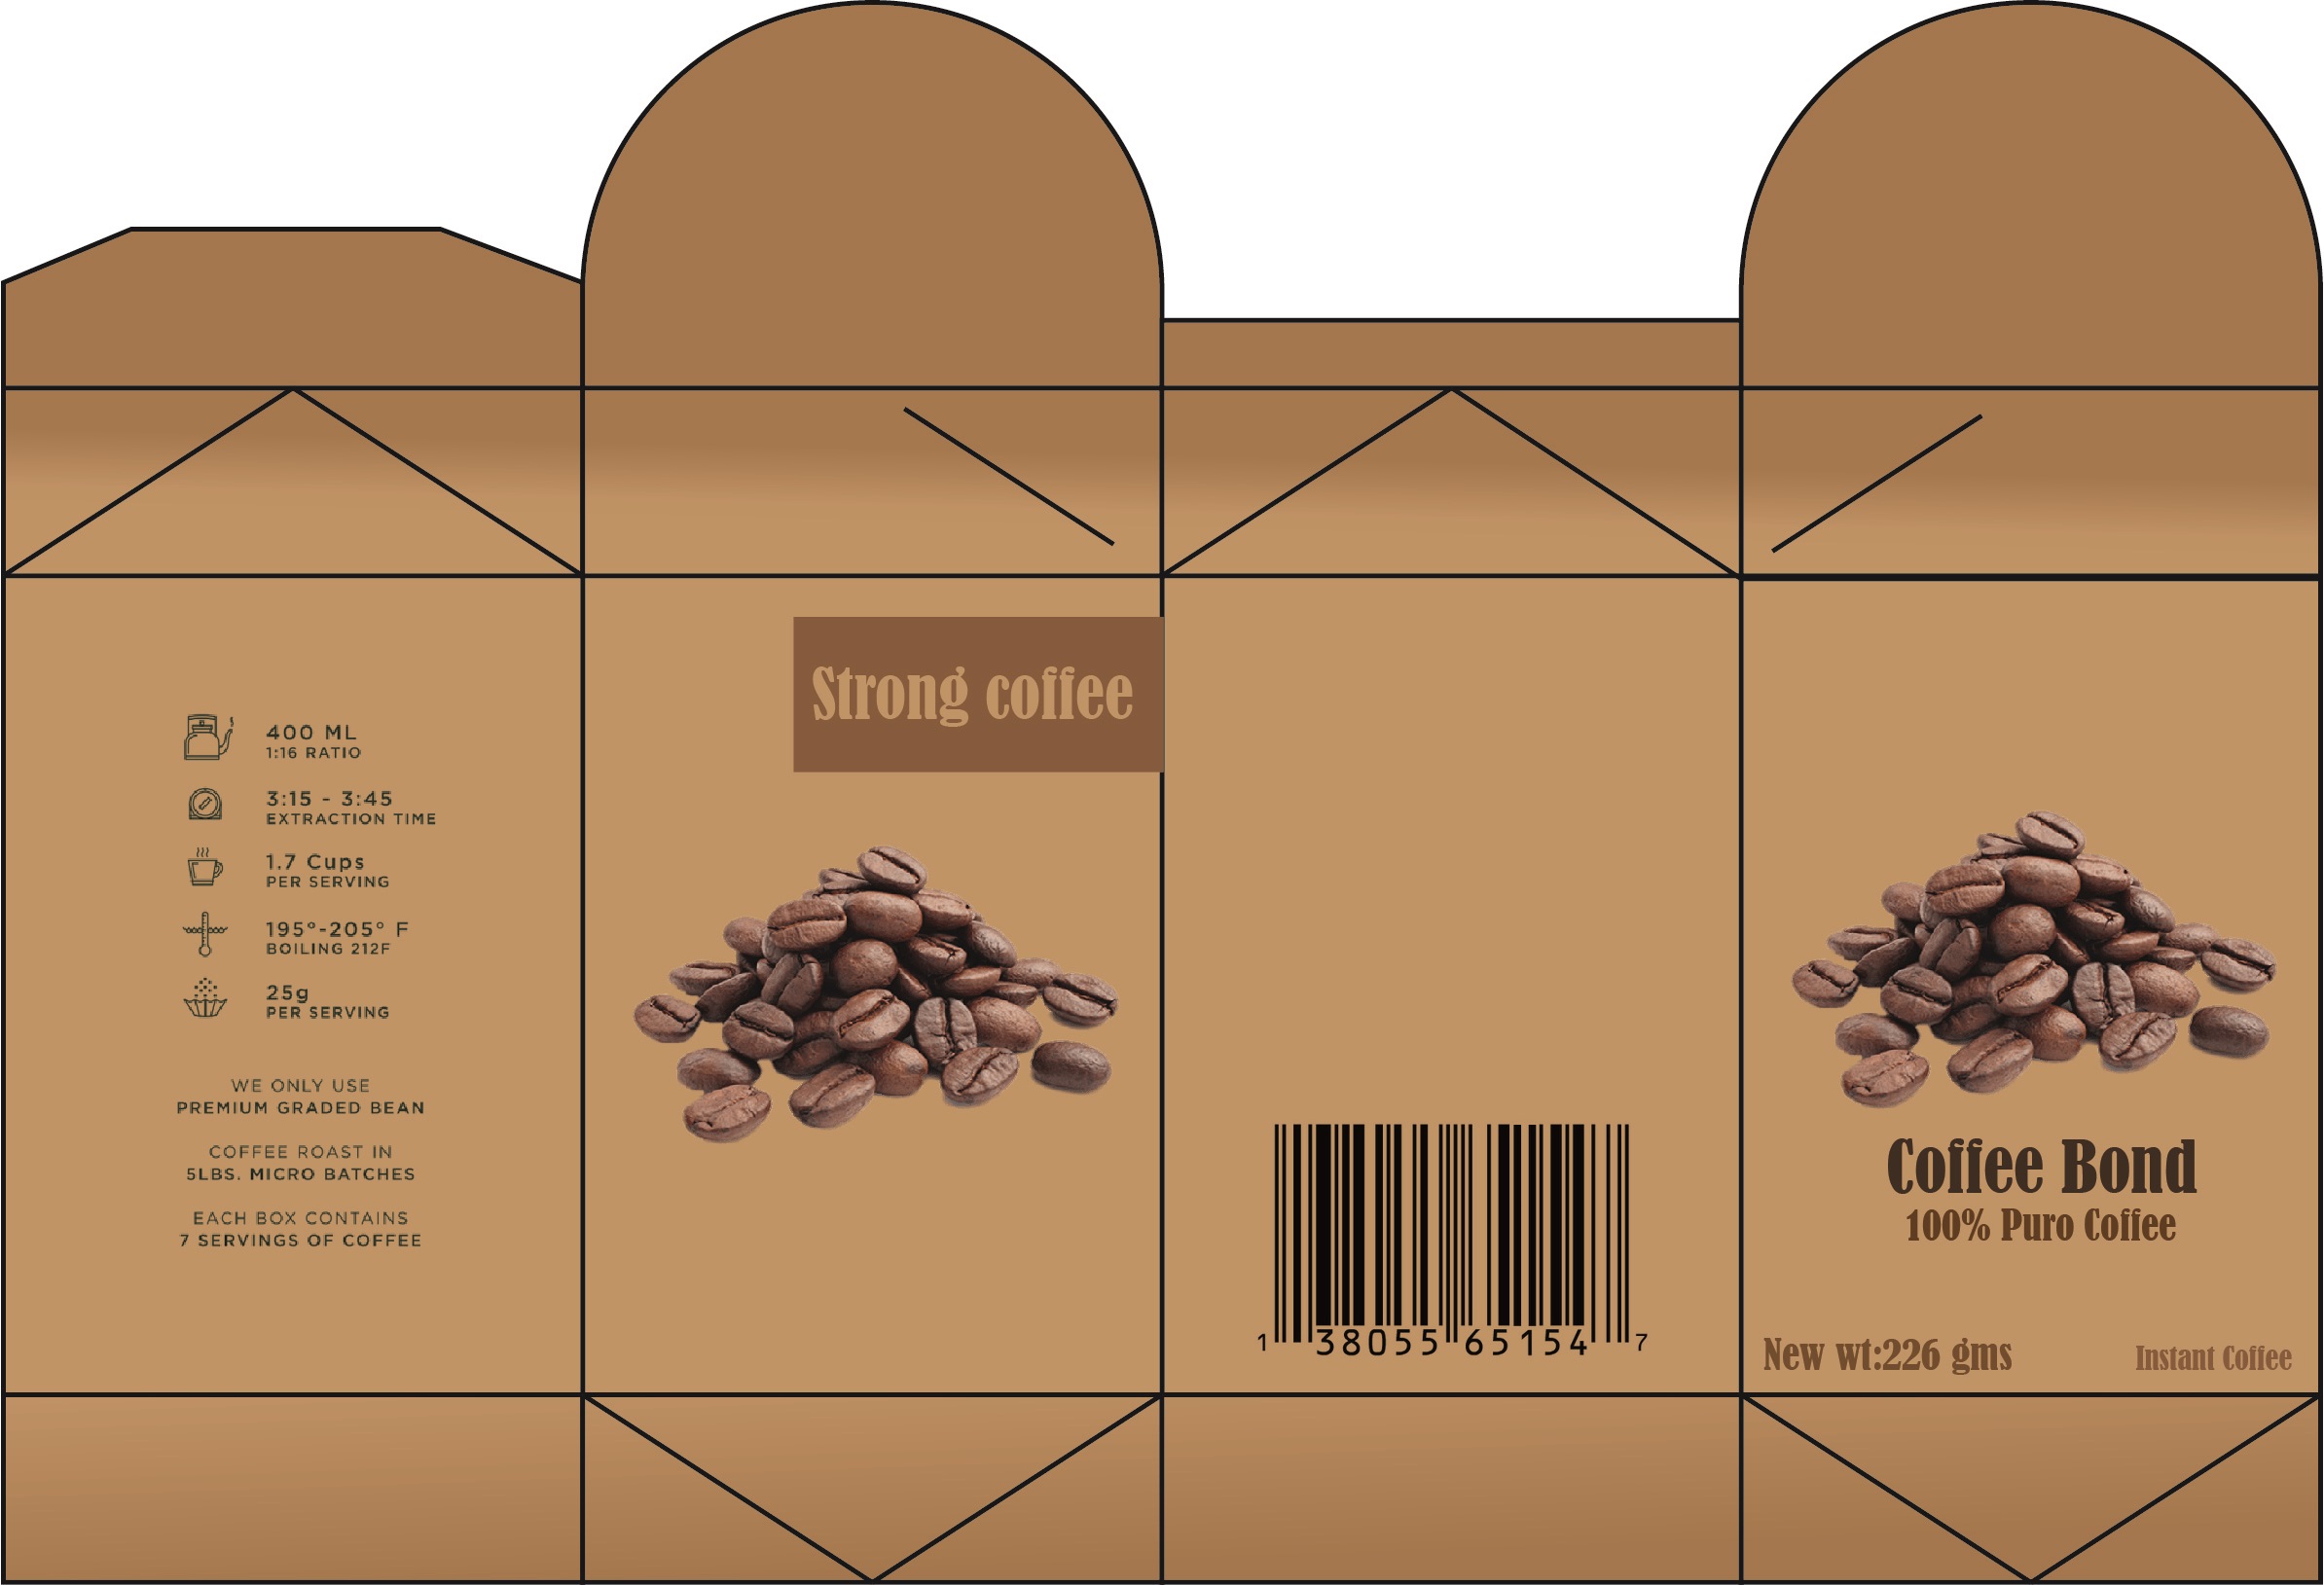 400 ML
1:16 RATIO
3:15 - 3:45
EXTRACTION TIME
1.7 Cups
PER SERVING
195°-205° F
BOILING 212F
25g
PER SERVING
WE ONLY USE
PREMIUM GRADED BEAN
COFFEE ROAST IN
5LBS. MICRO BATCHES
EACH BOX CONTAINS
7 SERVINGS OF COFFEE
Strong coffee
1 38055 65154 7
Coffee Bond
100% Puro Coffee
New wt:226 gms
Instant Coffee